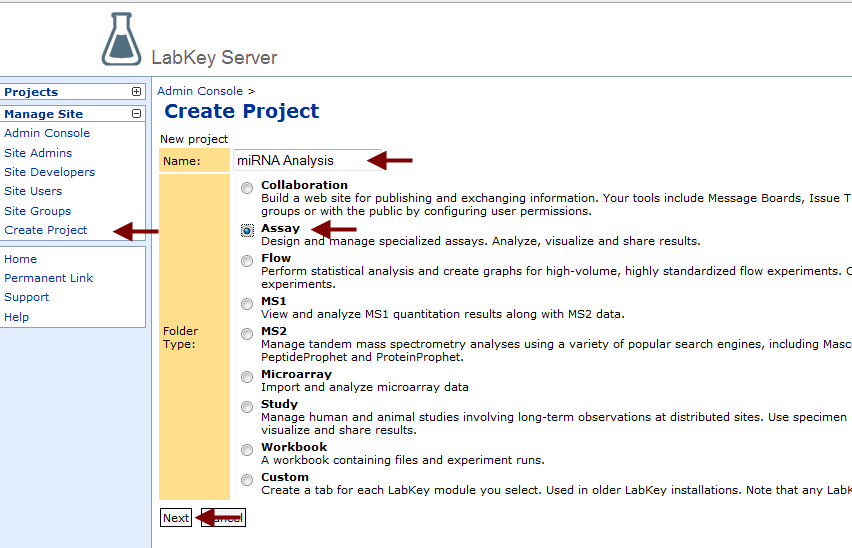 LabKey Server
Projects
Manage Site
Admin Console
Site Admins
Site Developers
Site Users
Site Groups
Create Project
Home
Permanent Link
Support
Help
Admin Console >
Create Project
New project
Name:
miRNA Analysis
Folder
Type:
Collaboration
Build a web site for publishing and exchanging information. Your tools include Message Boards, Issue
groups or with the public by configuring user permissions.
Assay
Design and manage specialized assays. Analyze, visualize and share results.
Flow
Perform statistical analysis and create graphs for high-volume, highly standardized flow experiments.
experiments.
MS1
View and analyze MS1 quantitation results along with MS2 data.
MS2
Manage tandem mass spectrometry analyses using a variety of popular search engines, including Masc
PeptideProphet and ProteinProphet.
Microarray
Import and analyze microarray data
Study
Manage human and animal studies involving long-term observations at distributed sites. Use specimen
visualize and share results.
Workbook
A workbook containing files and experiment runs.
Custom
Create a tab for each LabKey module you select. Used in older LabKey installations. Note that any LabK
Next